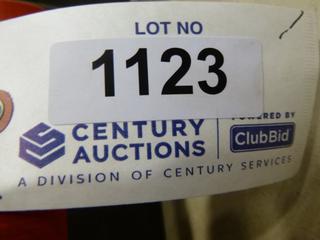 LOT NO
1123
CENTURY AUCTIONS
POWERED BY
ClubBid
A DIVISION OF CENTURY SERVICES